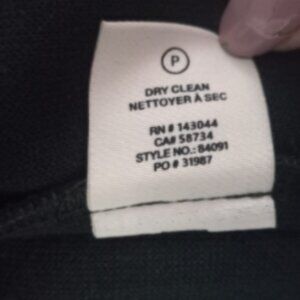 P
DRY CLEAN
NETTOYER À SEC
RN # 143044
CA# 58734
STYLE NO.: 84091
PO # 31987